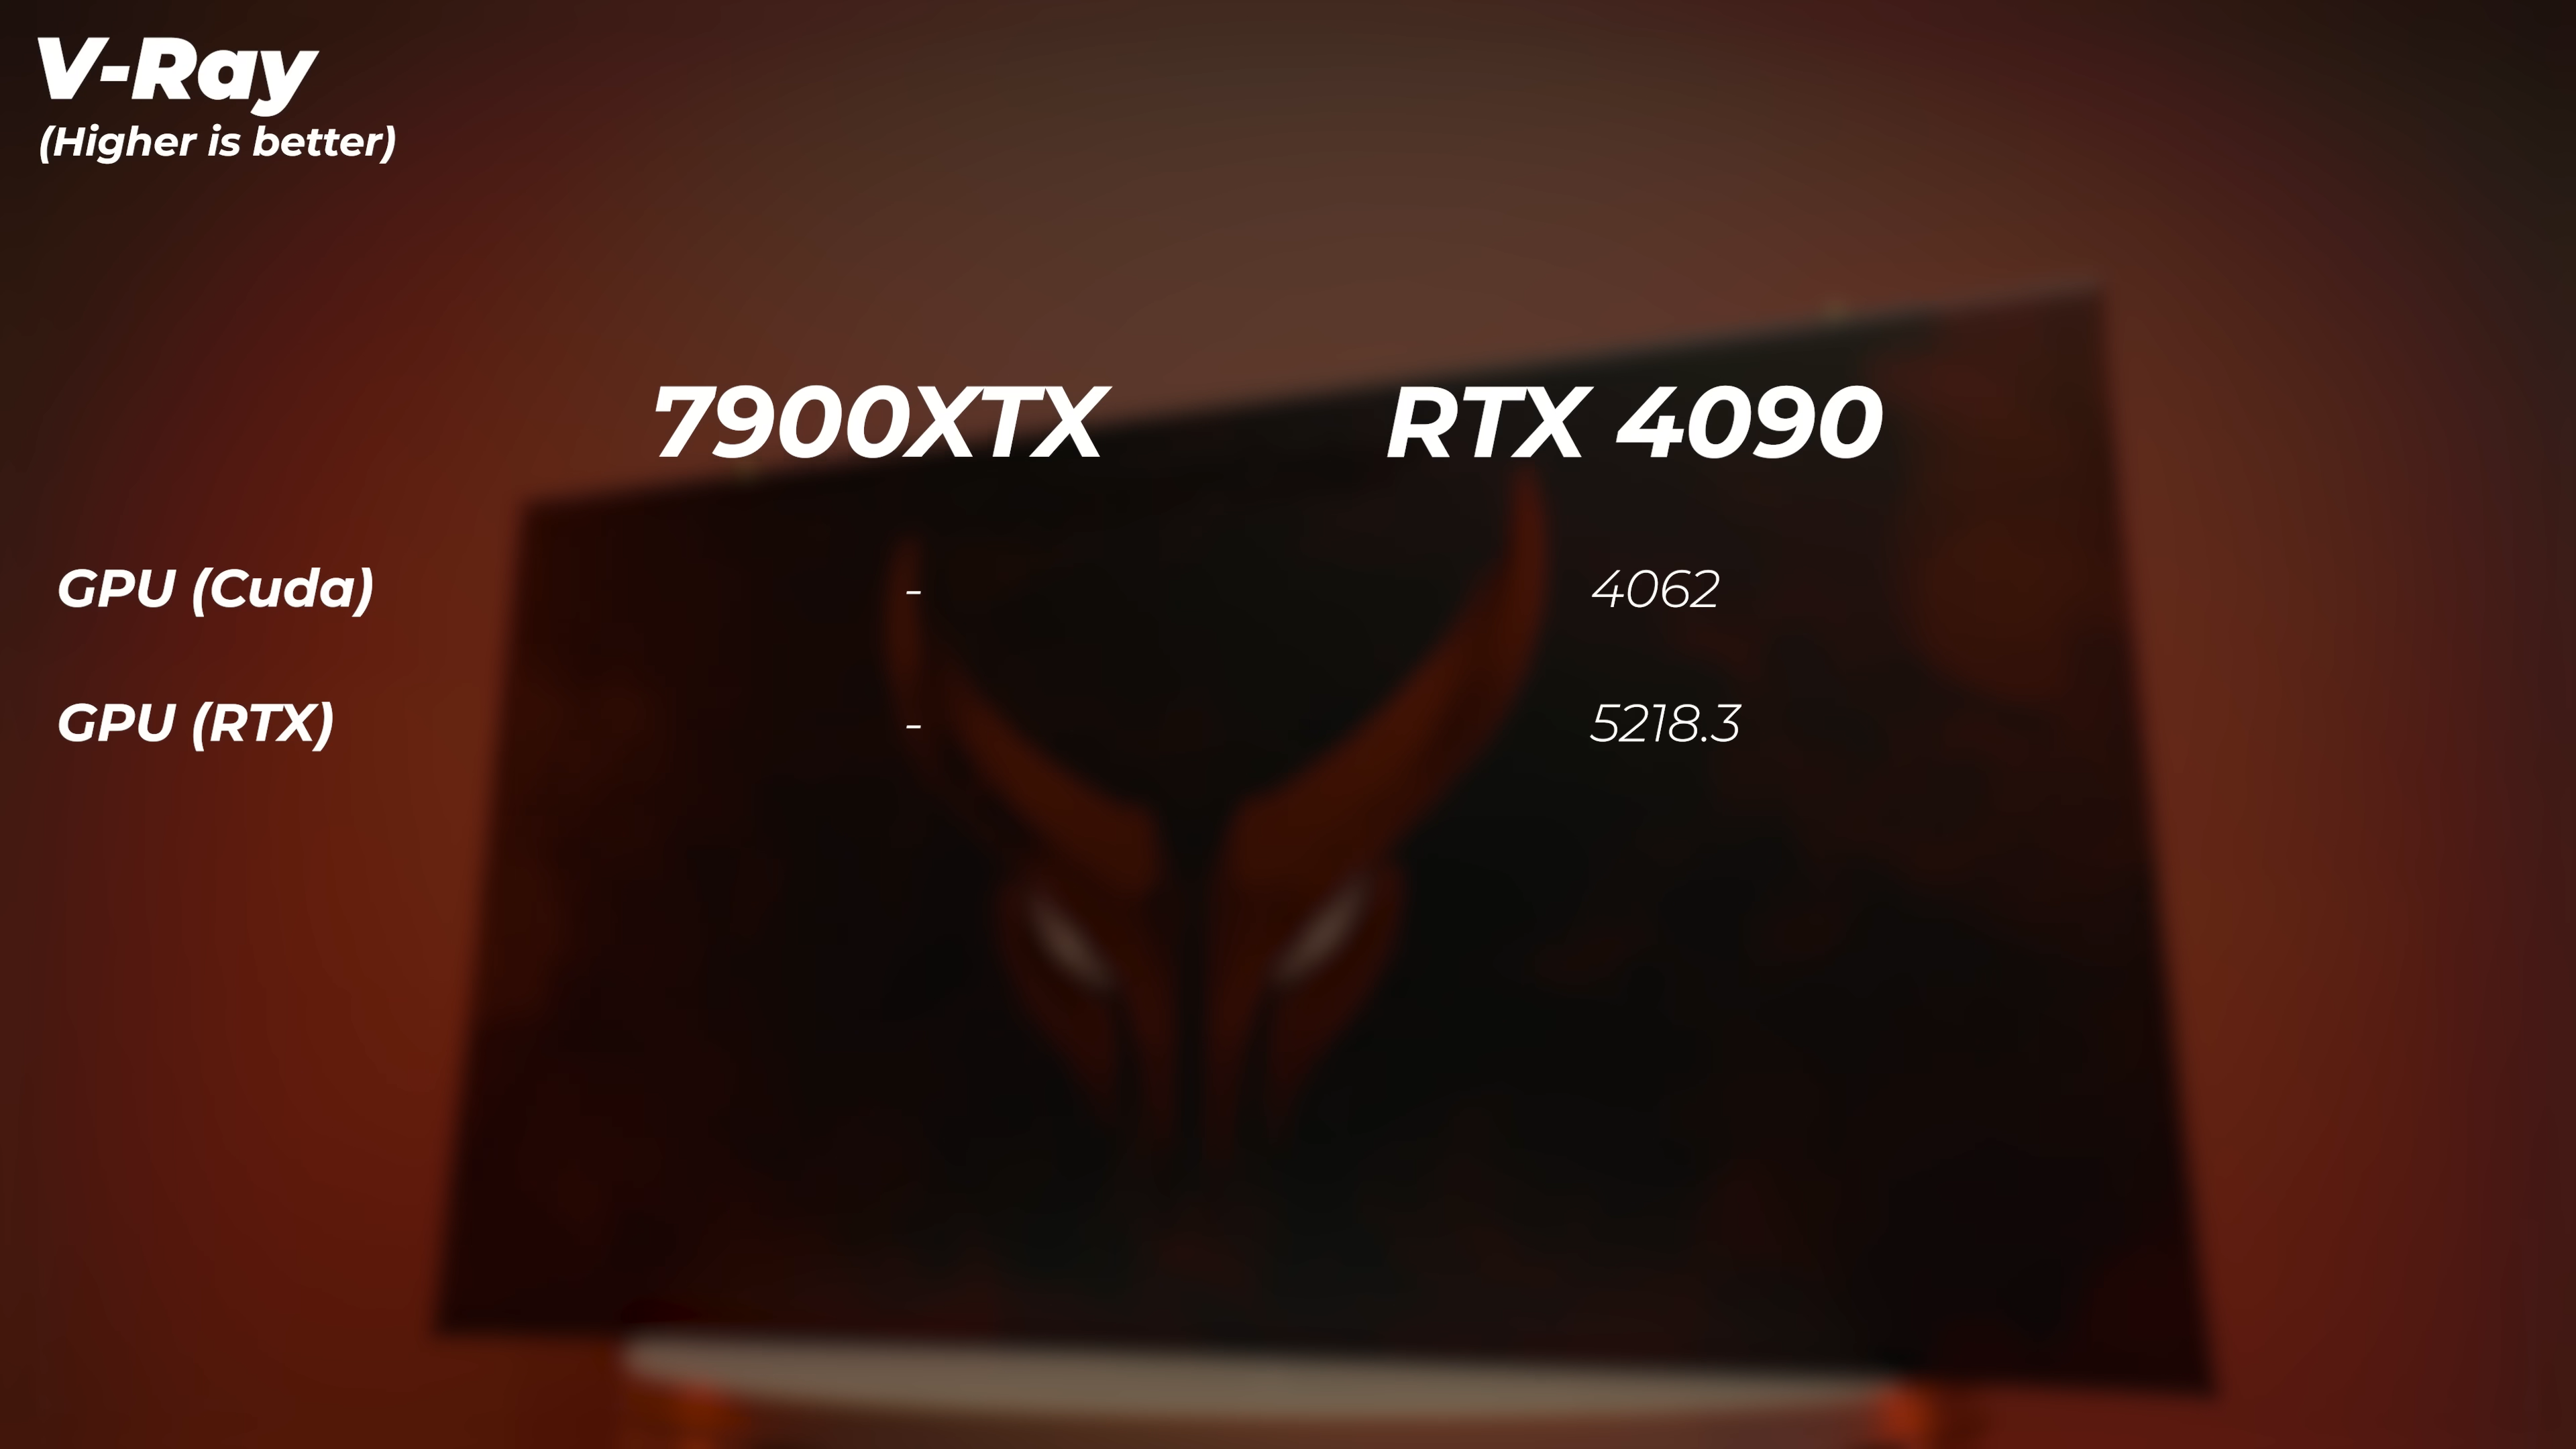 V-Ray
(Higher is better)
7900XTX RTX 4090
GPU (Cuda) - 4062
GPU (RTX) - 5218.3